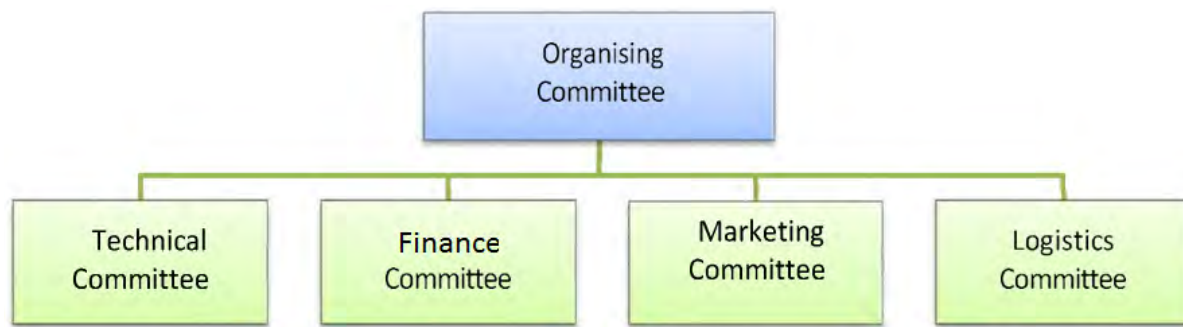 Organising
Committee
Technical
Committee
Finance
Committee
Marketing
Committee
Logistics
Committee